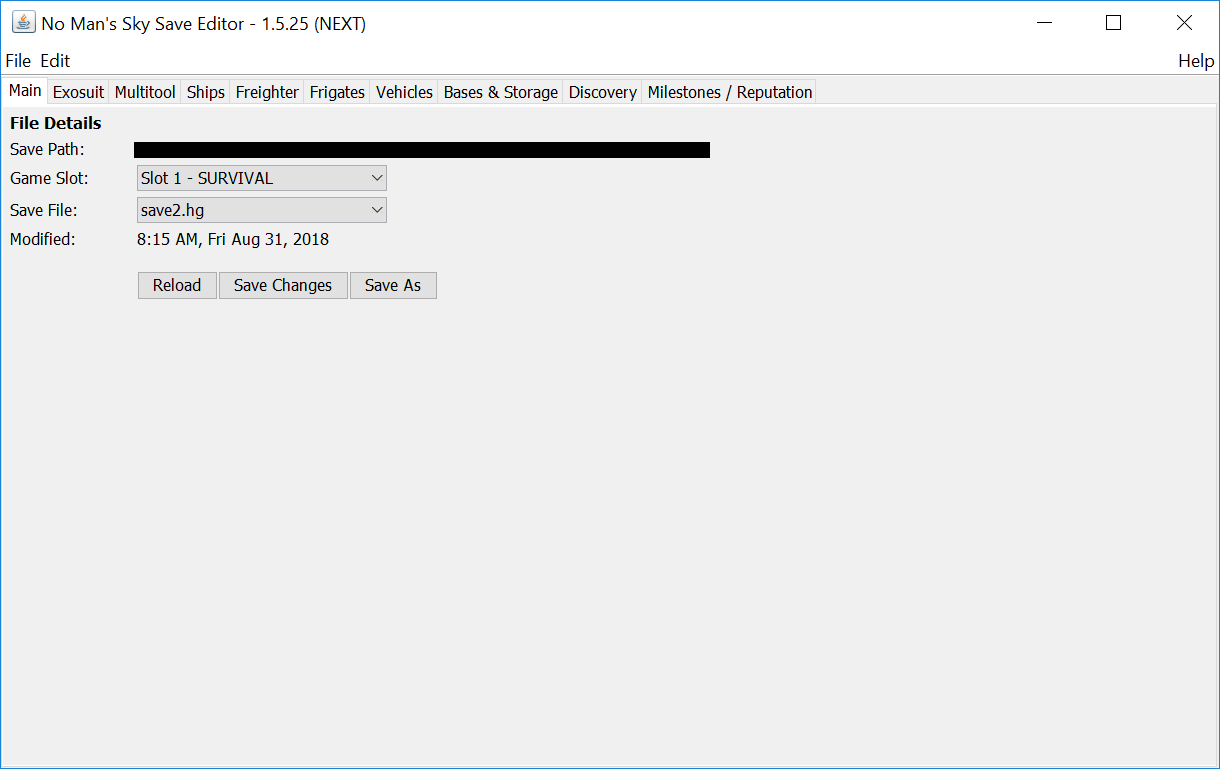 No Man's Sky Save Editor - 1.5.25 (NEXT)
File Edit Help
Main Exosuit Multitool Ships Freighter Frigates Vehicles Bases & Storage Discovery Milestones / Reputation
File Details
Save Path:
Game Slot: Slot 1 - SURVIVAL
Save File: save2.hg
Modified: 8:15 AM, Fri Aug 31, 2018
Reload Save Changes Save As